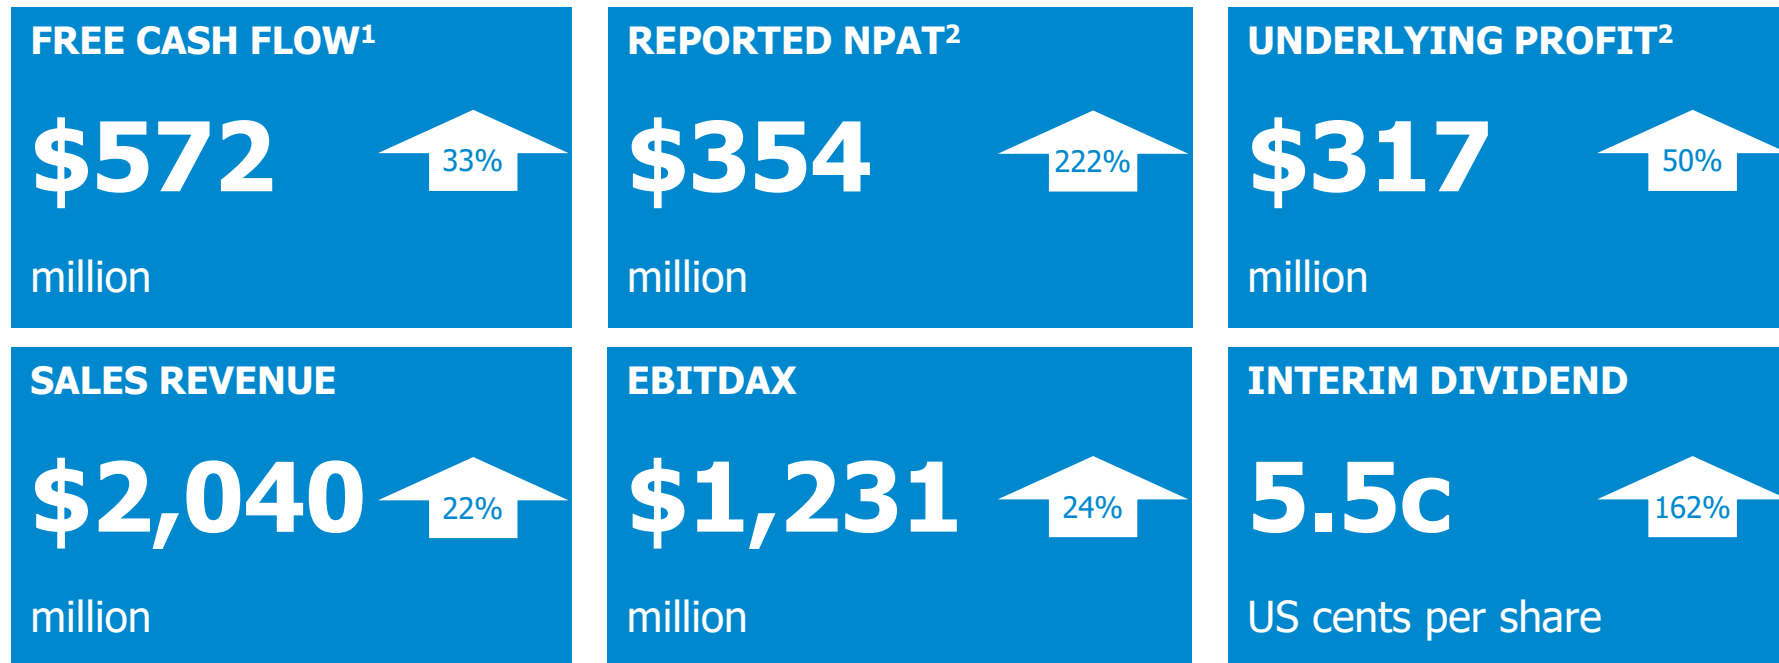 FREE CASH FLOW¹
$572
33%
million
REPORTED NPAT²
$354
222%
million
UNDERLYING PROFIT²
$317
50%
million
SALES REVENUE
$2,040
22%
million
EBITDAX
$1,231
24%
million
INTERIM DIVIDEND
5.5c
162%
US cents per share